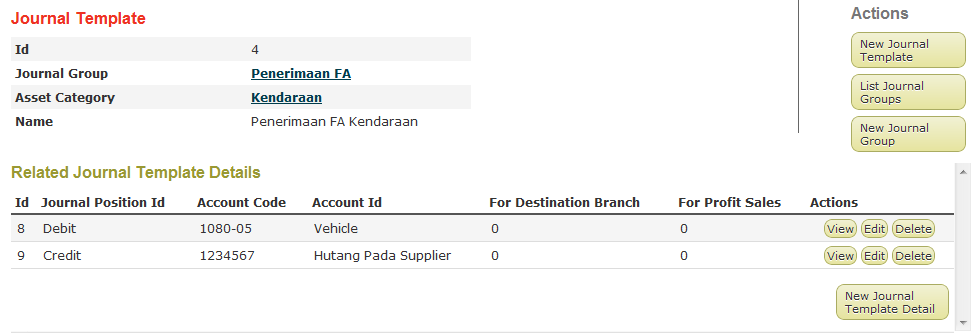 Journal Template
Id 4
Journal Group Penerimaan FA
Asset Category Kendaraan
Name Penerimaan FA Kendaraan
Actions
New Journal
Template
List Journal
Groups
New Journal
Group
Related Journal Template Details
Id Journal Position Id Account Code Account Id For Destination Branch For Profit Sales Actions
8 Debit 1080-05 Vehicle 0 0 View Edit Delete
9 Credit 1234567 Hutang Pada Supplier 0 0 View Edit Delete
New Journal
Template Detail